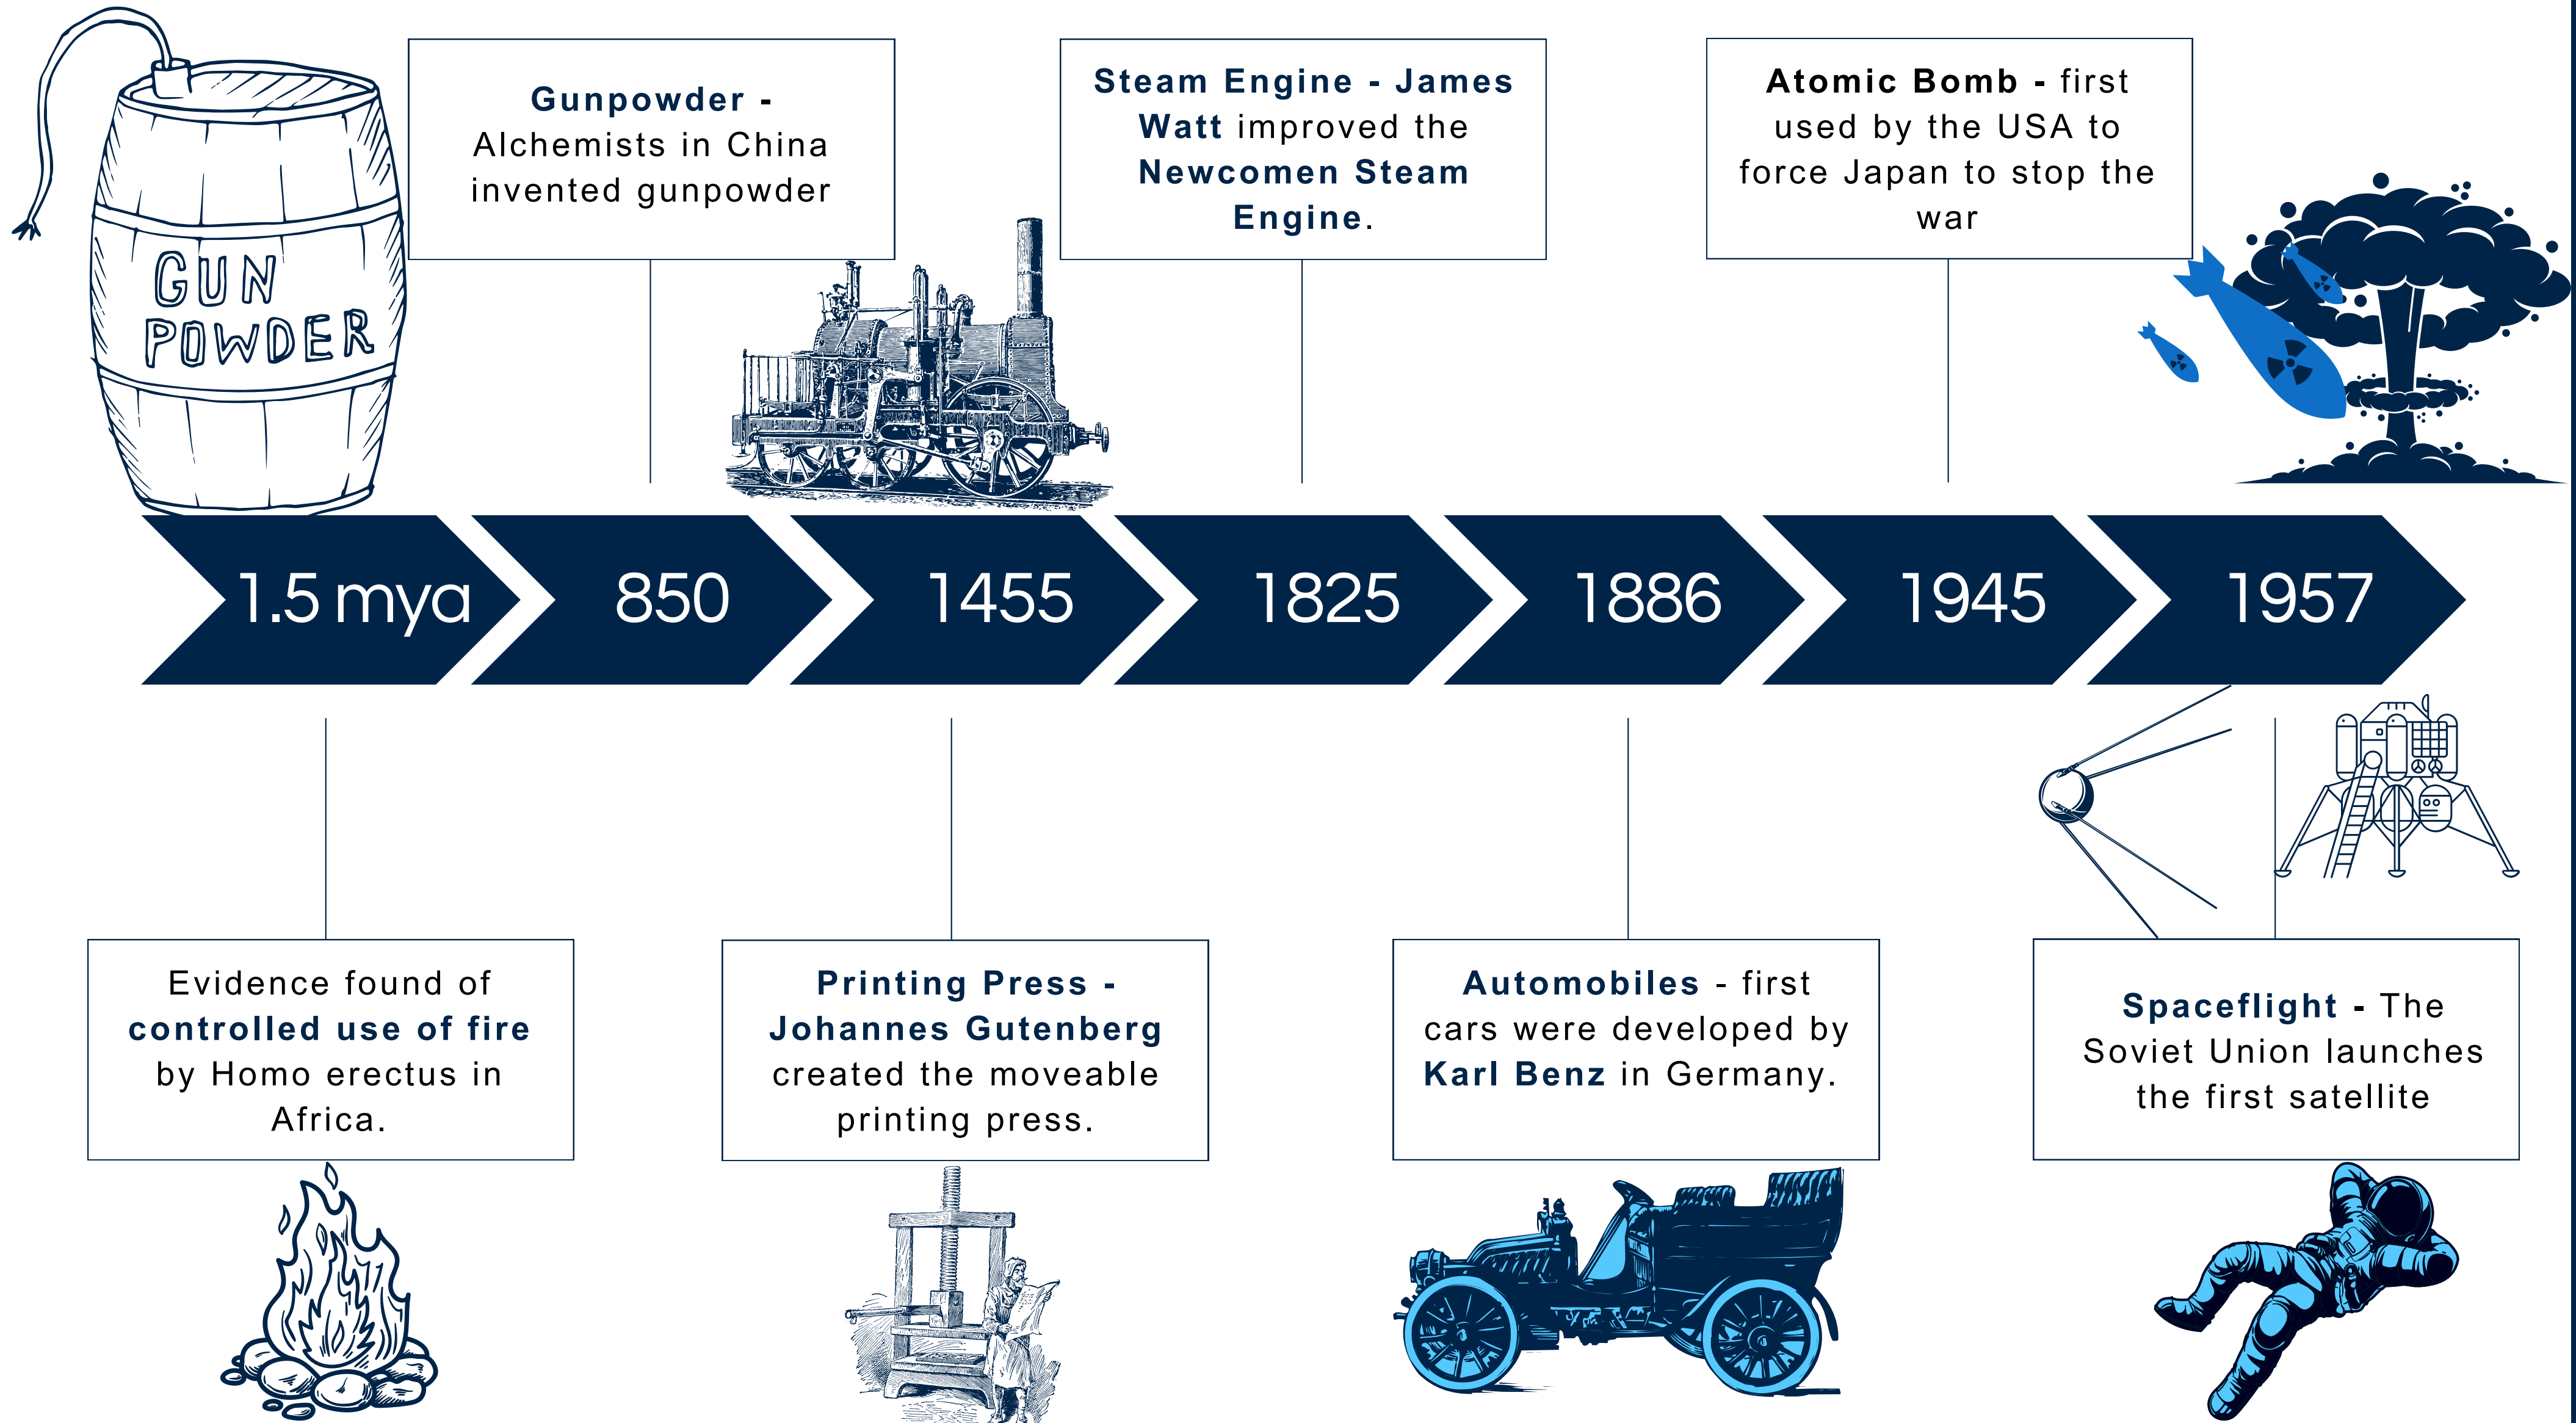 GUN
POWDER
Gunpowder -
Alchemists in China
invented gunpowder
Steam Engine - James
Watt improved the
Newcomen Steam
Engine.
Atomic Bomb - first
used by the USA to
force Japan to stop the
war
1.5 mya
850
1455
1825
1886
1945
1957
Evidence found of
controlled use of fire
by Homo erectus in
Africa.
Printing Press -
Johannes Gutenberg
created the moveable
printing press.
Automobiles - first
cars were developed by
Karl Benz in Germany.
Spaceflight - The
Soviet Union launches
the first satellite